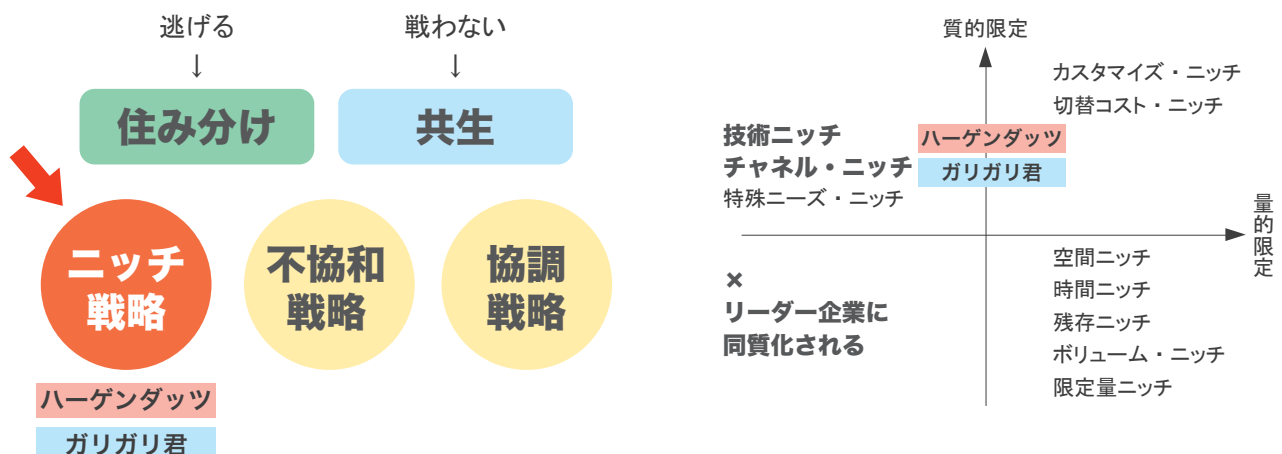 逃げる
戦わない
↓
↓
住み分け
共生
ニッチ
戦略
不協和
戦略
協調
戦略
ハーゲンダッツ
ガリガリ君
質的限定
カスタマイズ・ニッチ
切替コスト・ニッチ
技術ニッチ
チャネル・ニッチ
特殊ニーズ・ニッチ
ハーゲンダッツ
ガリガリ君
量的限定
×
リーダー企業に
同質化される
空間ニッチ
時間ニッチ
残存ニッチ
ボリューム・ニッチ
限定量ニッチ